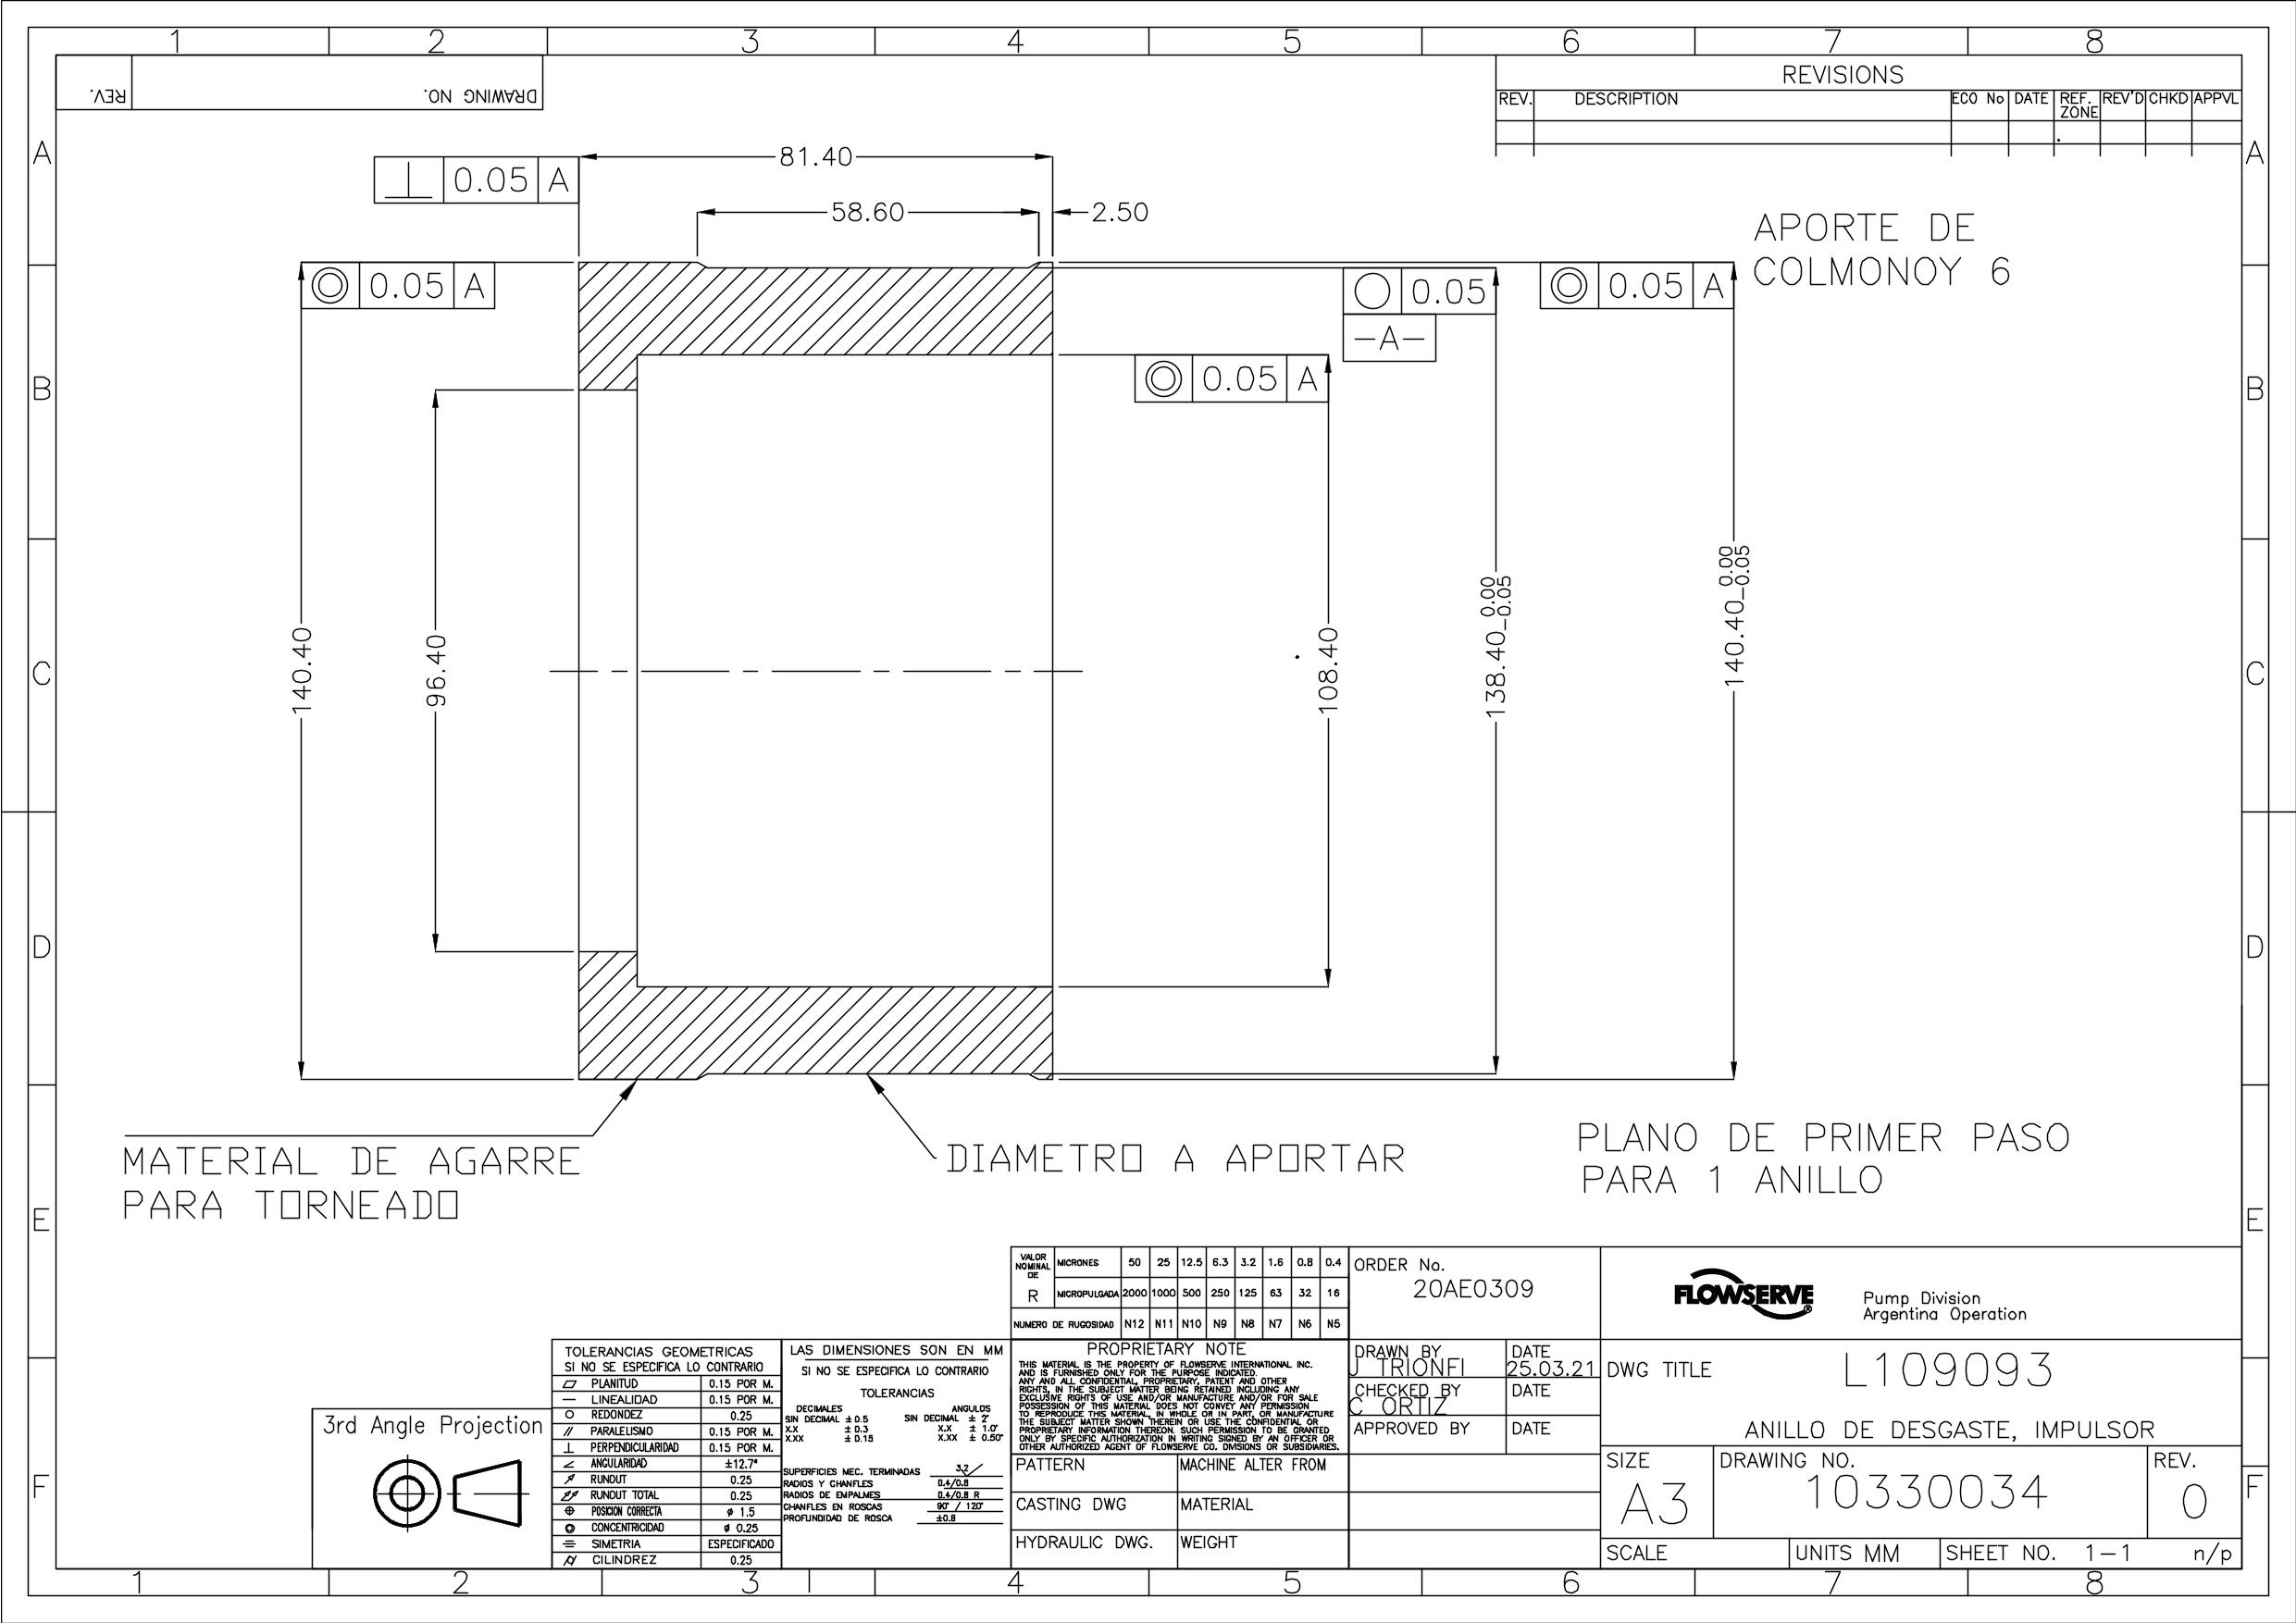 1 2 3 4 5 6 7 8
REV. DRAWING NO.
REVISIONS
REV. DESCRIPTION ECO No DATE REF. ZONE REV'D CHKD APPVL
A A
B B
C C
D D
E E
F F
⊥ 0.05 A
81.40
58.60
2.50
APORTE DE
COLMONOY 6
◎ 0.05 A
○ 0.05
-A-
◎ 0.05 A
◎ 0.05 A
140.40
96.40
108.40
138.40 0.00 -0.05
140.40 0.00 -0.05
MATERIAL DE AGARRE
PARA TORNEADO
DIAMETRO A APORTAR
PLANO DE PRIMER PASO
PARA 1 ANILLO
VALOR NOMINAL DE R
MICRONES 50 25 12.5 6.3 3.2 1.6 0.8 0.4
MICROPULGADA 2000 1000 500 250 125 63 32 16
NUMERO DE RUGOSIDAD N12 N11 N10 N9 N8 N7 N6 N5
ORDER No.
20AE0309
FLOWSERVE ®
Pump Division
Argentina Operation
3rd Angle Projection
TOLERANCIAS GEOMETRICAS
SI NO SE ESPECIFICA LO CONTRARIO
PLANITUD 0.15 POR M.
LINEALIDAD 0.15 POR M.
REDONDEZ 0.25
PARALELISMO 0.15 POR M.
PERPENDICULARIDAD 0.15 POR M.
ANGULARIDAD ±12.7"
RUNOUT 0.25
RUNOUT TOTAL 0.25
POSICION CORRECTA ø 1.5
CONCENTRICIDAD ø 0.25
SIMETRIA ESPECIFICADO
CILINDREZ 0.25
LAS DIMENSIONES SON EN MM
SI NO SE ESPECIFICA LO CONTRARIO
TOLERANCIAS
DECIMALES ANGULOS
SIN DECIMAL ± 0.5 SIN DECIMAL ± 2°
X.X ± 0.3 X.X ± 1.0°
X.XX ± 0.15 X.XX ± 0.50°
SUPERFICIES MEC. TERMINADAS 3.2
RADIOS Y CHANFLES 0.4/0.8
RADIOS DE EMPALMES 0.4/0.8 R
CHANFLES EN ROSCAS 90° / 120°
PROFUNDIDAD DE ROSCA ±0.8
PROPRIETARY NOTE
THIS MATERIAL IS THE PROPERTY OF FLOWSERVE INTERNATIONAL INC.
AND IS FURNISHED ONLY FOR THE PURPOSE INDICATED.
ANY AND ALL CONFIDENTIAL, PROPRIETARY, PATENT AND OTHER
RIGHTS, IN THE SUBJECT MATTER BEING RETAINED INCLUDING ANY
EXCLUSIVE RIGHTS OF USE AND/OR MANUFACTURE AND/OR FOR SALE
POSSESSION OF THIS MATERIAL DOES NOT CONVEY ANY PERMISSION
TO REPRODUCE THIS MATERIAL, IN WHOLE OR IN PART, OR MANUFACTURE
THE SUBJECT MATTER SHOWN THEREIN OR USE THE CONFIDENTIAL OR
PROPRIETARY INFORMATION THEREON. SUCH PERMISSION TO BE GRANTED
ONLY BY SPECIFIC AUTHORIZATION IN WRITING SIGNED BY AN OFFICER OR
OTHER AUTHORIZED AGENT OF FLOWSERVE CO. DIVISIONS OR SUBSIDIARIES.
PATTERN MACHINE ALTER FROM
CASTING DWG MATERIAL
HYDRAULIC DWG. WEIGHT
DRAWN BY DATE
J TRIONFI 25.03.21
CHECKED BY DATE
C ORTIZ
APPROVED BY DATE
DWG TITLE L109093
ANILLO DE DESGASTE, IMPULSOR
SIZE DRAWING NO. REV.
A3 10330034 0
SCALE UNITS MM SHEET NO. 1-1 n/p
1 2 3 4 5 6 7 8